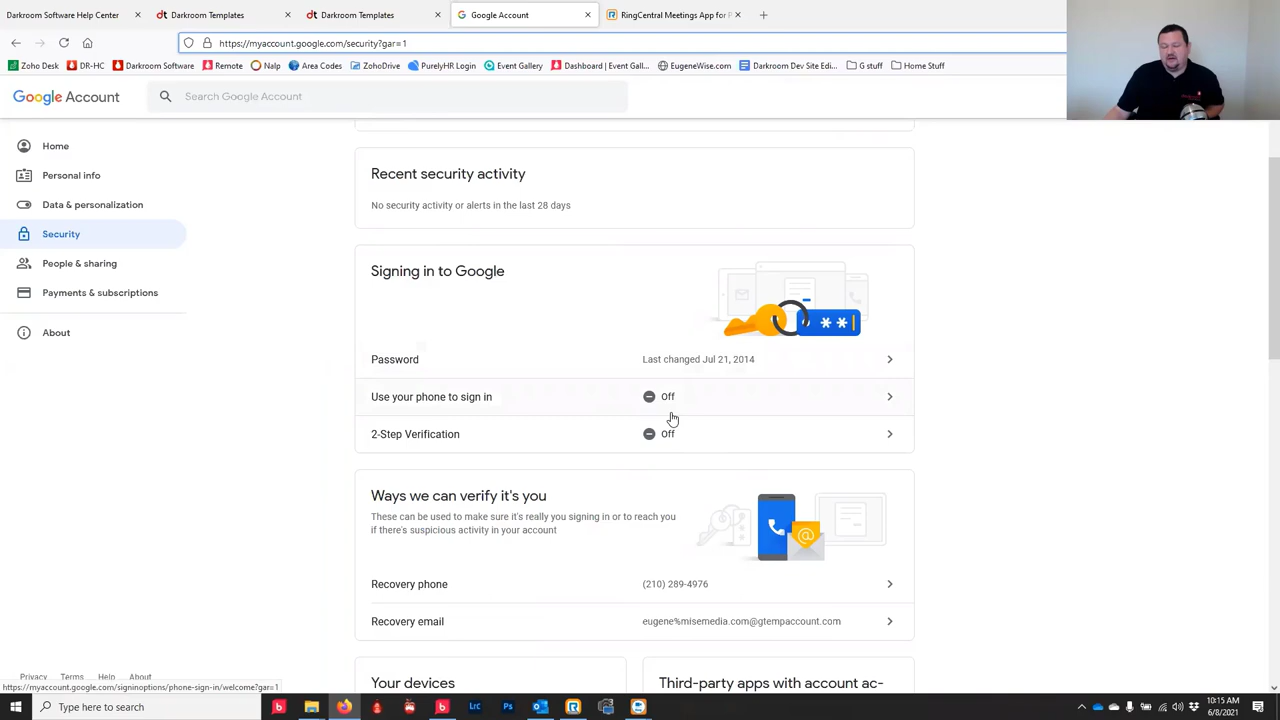 Darkroom Software Help Center
Darkroom Templates
Darkroom Templates
Google Account
RingCentral Meetings App for P
https://myaccount.google.com/security?gar=1
Zoho Desk
DR-HC
Darkroom Software
Remote
Nalp
Area Codes
ZohoDrive
PurelyHR Login
Event Gallery
Dashboard | Event Gall...
EugeneWise.com
Darkroom Dev Site Edi...
G stuff
Home Stuff
Google Account
Search Google Account
Home
Personal info
Data & personalization
Security
People & sharing
Payments & subscriptions
About
Recent security activity
No security activity or alerts in the last 28 days
Signing in to Google
Password Last changed Jul 21, 2014
Use your phone to sign in Off
2-Step Verification Off
Ways we can verify it's you
These can be used to make sure it's really you signing in or to reach you
if there's suspicious activity in your account
Recovery phone (210) 289-4976
Recovery email eugene%misemedia.com@gtempaccount.com
Your devices
Third-party apps with account ac-
Privacy Terms Help About
https://myaccount.google.com/signinoptions/phone-sign-in/welcome?gar=1
Type here to search
Lrc
Ps
10:15 AM
6/8/2021